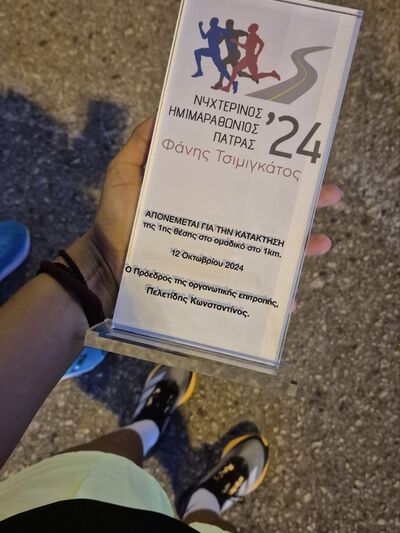 ΝΥΧΤΕΡΙΝΟΣ
ΗΜΙΜΑΡΑΘΩΝΙΟΣ
ΠΑΤΡΑΣ '24
Φάνης Τσιμιγκάτος
ΑΠΟΝΕΜΕΤΑΙ ΓΙΑ ΤΗΝ ΚΑΤΑΚΤΗΣΗ
της 1ης θέσης στο ομαδικό στο 1km.
12 Οκτωβρίου 2024
Ο Πρόεδρος της οργανωτικής επιτροπής,
Πελετίδης Κωνσταντίνος.